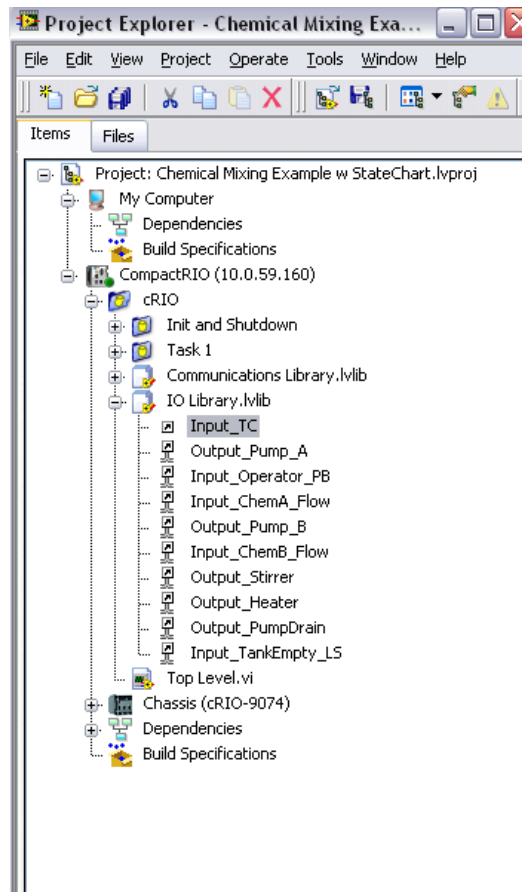 Project Explorer - Chemical Mixing Exa...
File Edit View Project Operate Tools Window Help
Items Files
Project: Chemical Mixing Example w StateChart.lvproj
My Computer
Dependencies
Build Specifications
CompactRIO (10.0.59.160)
cRIO
Init and Shutdown
Task 1
Communications Library.lvlib
IO Library.lvlib
Input_TC
Output_Pump_A
Input_Operator_PB
Input_ChemA_Flow
Output_Pump_B
Input_ChemB_Flow
Output_Stirrer
Output_Heater
Output_PumpDrain
Input_TankEmpty_LS
Top Level.vi
Chassis (cRIO-9074)
Dependencies
Build Specifications